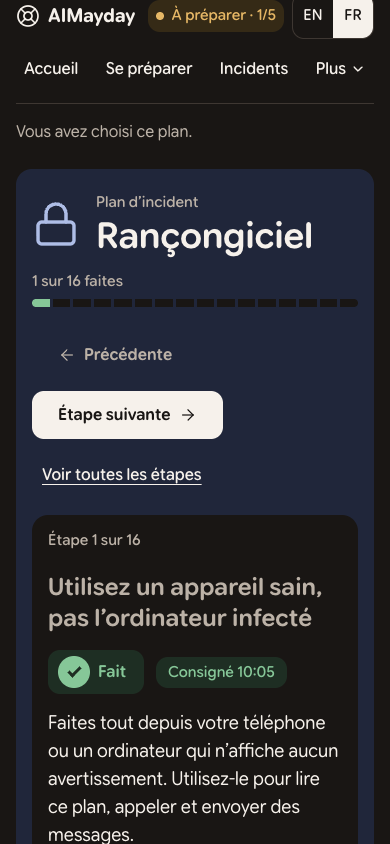 AIMayday
À préparer · 1/5
EN
FR
Accueil
Se préparer
Incidents
Plus
Vous avez choisi ce plan.
Plan d’incident
Rançongiciel
1 sur 16 faites
← Précédente
Étape suivante →
Voir toutes les étapes
Étape 1 sur 16
Utilisez un appareil sain,
pas l’ordinateur infecté
Fait
Consigné 10:05
Faites tout depuis votre téléphone
ou un ordinateur qui n’affiche aucun
avertissement. Utilisez-le pour lire
ce plan, appeler et envoyer des
messages.